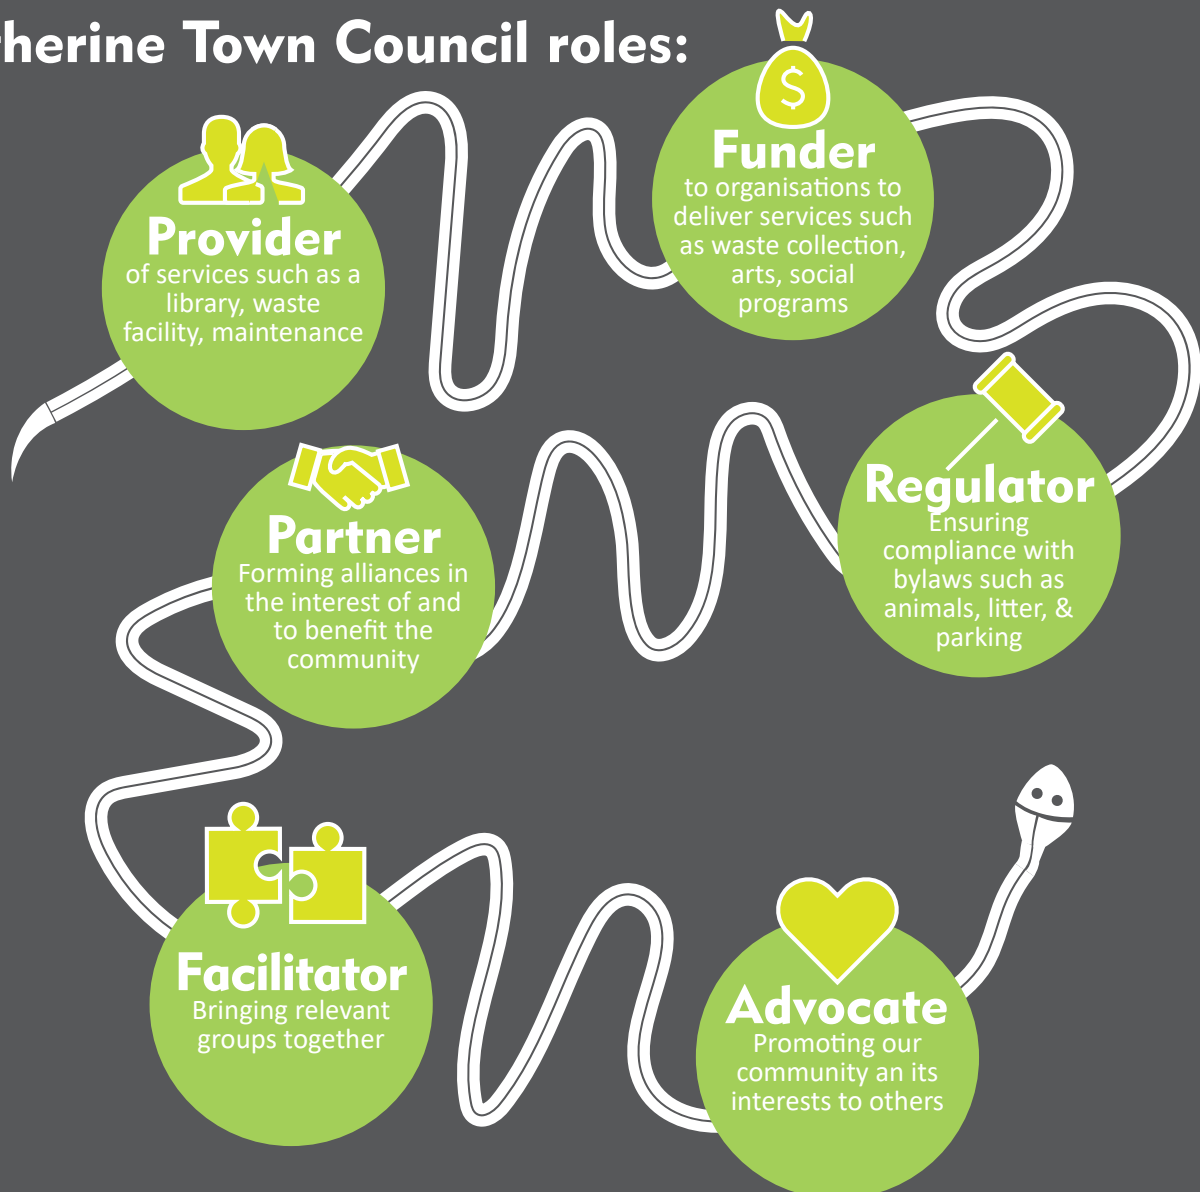 therine Town Council roles:
Provider
of services such as a
library, waste
facility, maintenance
$
Funder
to organisations to
deliver services such
as waste collection,
arts, social
programs
Regulator
Ensuring
compliance with
bylaws such as
animals, litter, &
parking
Partner
Forming alliances in
the interest of and
to benefit the
community
Facilitator
Bringing relevant
groups together
Advocate
Promoting our
community an its
interests to others